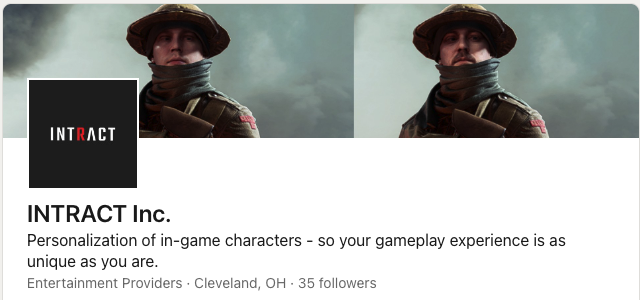 INTRACT
INTRACT Inc.
Personalization of in-game characters - so your gameplay experience is as
unique as you are.
Entertainment Providers · Cleveland, OH · 35 followers